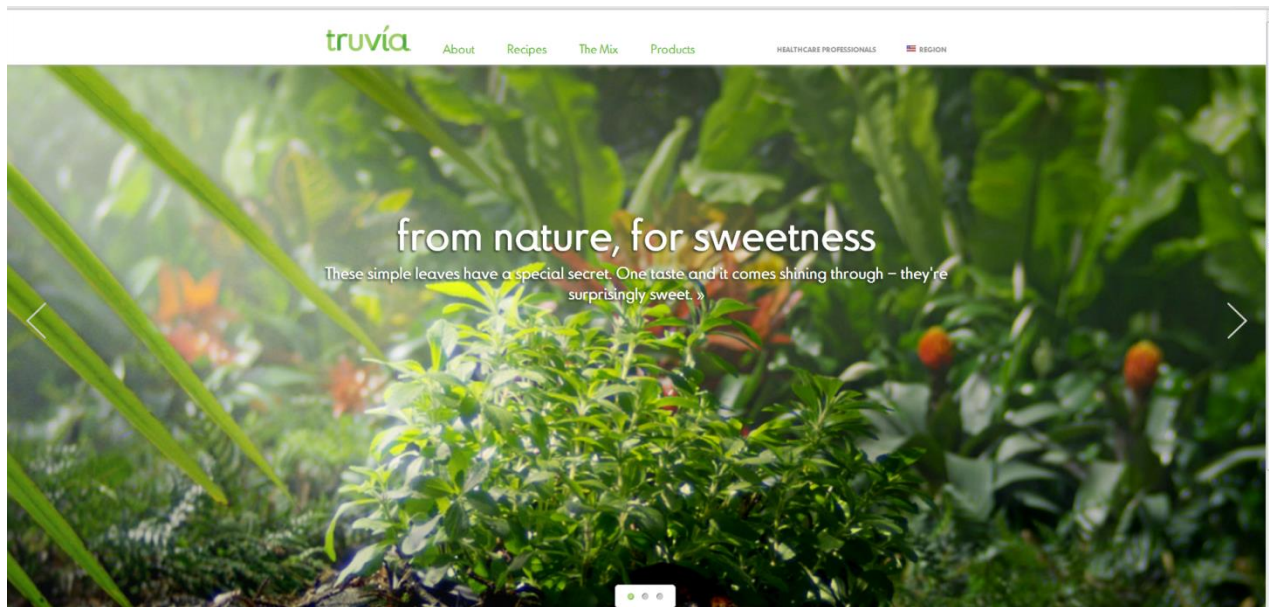 truvía
About
Recipes
The Mix
Products
HEALTHCARE PROFESSIONALS
REGION
from nature, for sweetness
These simple leaves have a special secret. One taste and it comes shining through – they're
surprisingly sweet. »